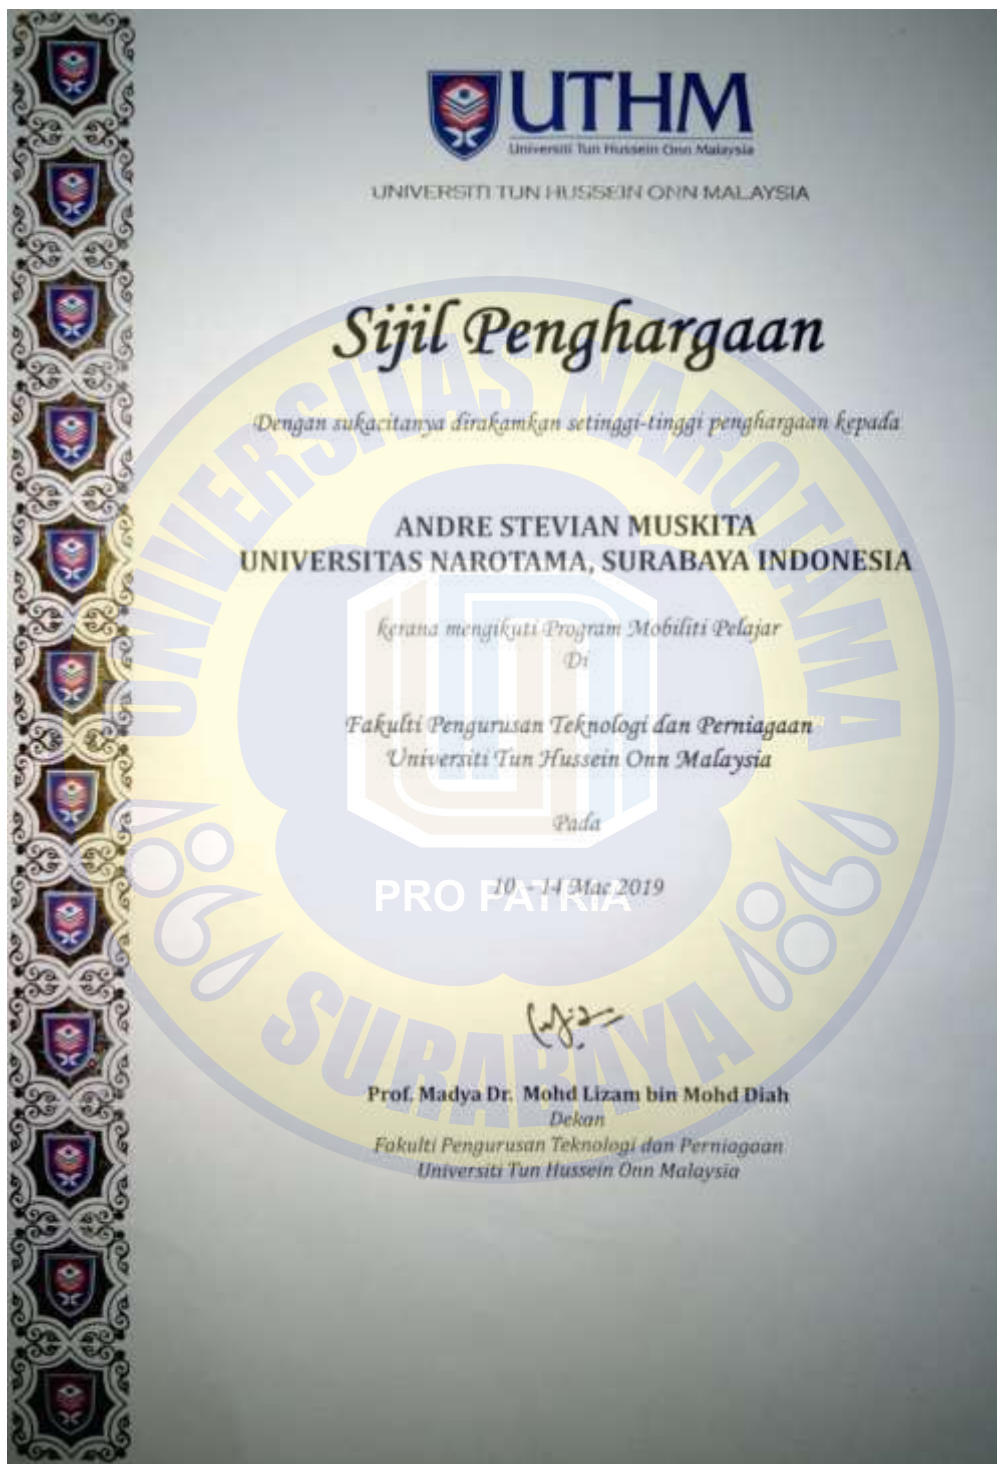 UTHM
Universiti Tun Hussein Onn Malaysia
UNIVERSITI TUN HUSSEIN ONN MALAYSIA
Sijil Penghargaan
Dengan sukacitanya dirakamkan setinggi-tinggi penghargaan kepada
ANDRE STEVIAN MUSKITA
UNIVERSITAS NAROTAMA, SURABAYA INDONESIA
kerana mengikuti Program Mobiliti Pelajar
Di
Fakulti Pengurusan Teknologi dan Perniagaan
Universiti Tun Hussein Onn Malaysia
Pada
10 - 14 Mac 2019
Prof. Madya Dr. Mohd Lizam bin Mohd Diah
Dekan
Fakulti Pengurusan Teknologi dan Perniagaan
Universiti Tun Hussein Onn Malaysia
UNIVERSITAS NAROTAMA
PRO PATRIA
SURABAYA